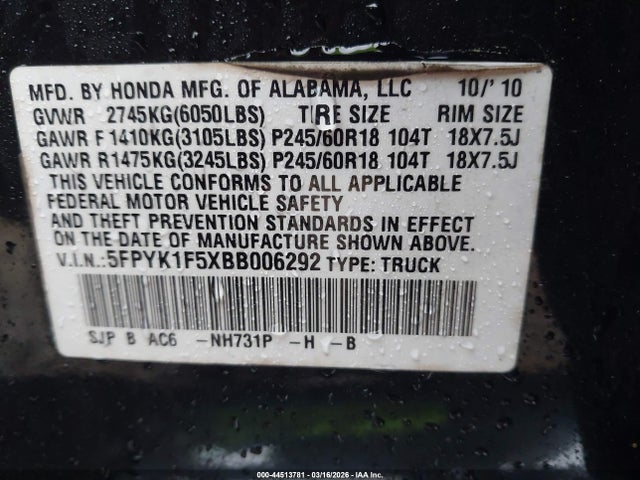 MFD. BY HONDA MFG. OF ALABAMA, LLC 10/'10
GVWR 2745KG(6050LBS) TIRE SIZE RIM SIZE
GAWR F 1410KG(3105LBS) P245/60R18 104T 18X7.5J
GAWR R1475KG(3245LBS) P245/60R18 104T 18X7.5J
THIS VEHICLE CONFORMS TO ALL APPLICABLE
FEDERAL MOTOR VEHICLE SAFETY
AND THEFT PREVENTION STANDARDS IN EFFECT
ON THE DATE OF MANUFACTURE SHOWN ABOVE.
V.I.N.:5FPYK1F5XBB006292 TYPE: TRUCK
SJP B AC6 -NH731P -H -B
000-44513781 - 03/16/2026 - IAA Inc.